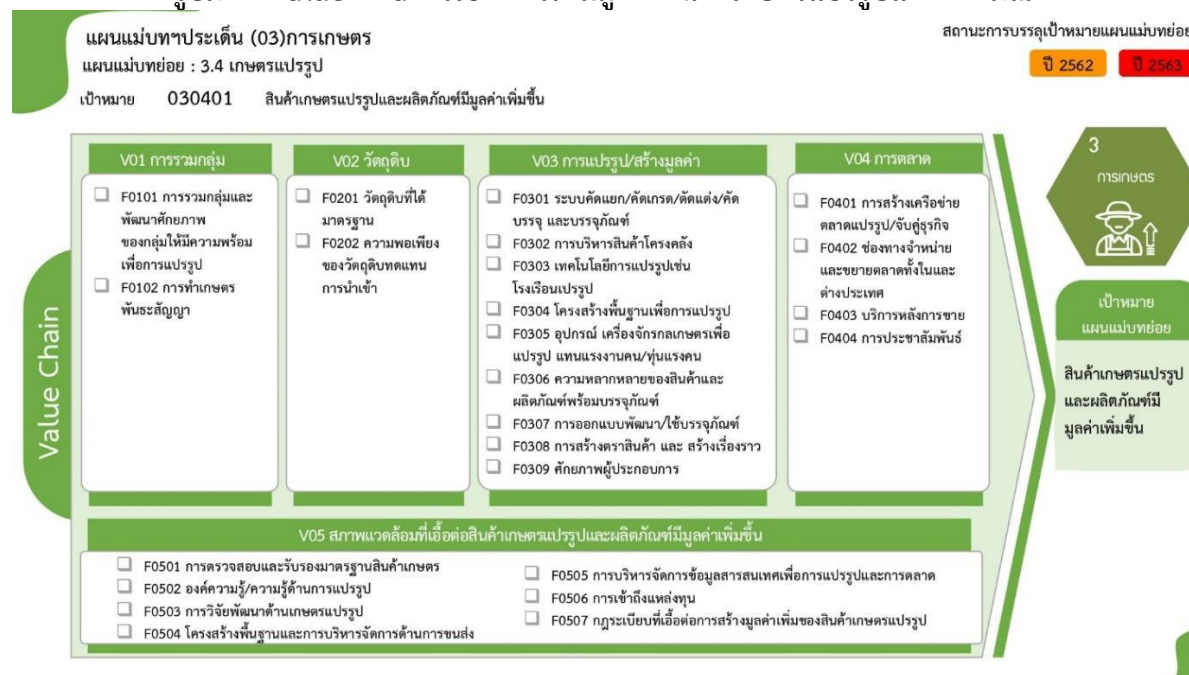 แผนแม่บทฯประเด็น (03)การเกษตร
แผนแม่บทย่อย : 3.4 เกษตรแปรรูป
เป้าหมาย 030401 สินค้าเกษตรแปรรูปและผลิตภัณฑ์มีมูลค่าเพิ่มขึ้น
สถานะการบรรลุเป้าหมายแผนแม่บทย่อย
ปี 2562 ปี 2563
Value Chain
V01 การรวมกลุ่ม
F0101 การรวมกลุ่มและ
พัฒนาศักยภาพ
ของกลุ่มให้มีความพร้อม
เพื่อการแปรรูป
F0102 การทำเกษตร
พันธะสัญญา
V02 วัตถุดิบ
F0201 วัตถุดิบที่ได้
มาตรฐาน
F0202 ความพอเพียง
ของวัตถุดิบทดแทน
การนำเข้า
V03 การแปรรูป/สร้างมูลค่า
F0301 ระบบคัดแยก/คัดเกรด/ตัดแต่ง/คัด
บรรจุ และบรรจุภัณฑ์
F0302 การบริหารสินค้าโครงคลัง
F0303 เทคโนโลยีการแปรรูปเช่น
โรงเรือนแปรรูป
F0304 โครงสร้างพื้นฐานเพื่อการแปรรูป
F0305 อุปกรณ์ เครื่องจักรกลเกษตรเพื่อ
แปรรูป แทนแรงงานคน/ทุ่นแรงคน
F0306 ความหลากหลายของสินค้าและ
ผลิตภัณฑ์พร้อมบรรจุภัณฑ์
F0307 การออกแบบพัฒนา/ใช้บรรจุภัณฑ์
F0308 การสร้างตราสินค้า และ สร้างเรื่องราว
F0309 ศักยภาพผู้ประกอบการ
V04 การตลาด
F0401 การสร้างเครือข่าย
ตลาดแปรรูป/จับคู่ธุรกิจ
F0402 ช่องทางจำหน่าย
และขยายตลาดทั้งในและ
ต่างประเทศ
F0403 บริการหลังการขาย
F0404 การประชาสัมพันธ์
3
การเกษตร
เป้าหมาย
แผนแม่บทย่อย
สินค้าเกษตรแปรรูป
และผลิตภัณฑ์มี
มูลค่าเพิ่มขึ้น
V05 สภาพแวดล้อมที่เอื้อต่อสินค้าเกษตรแปรรูปและผลิตภัณฑ์มีมูลค่าเพิ่มขึ้น
F0501 การตรวจสอบและรับรองมาตรฐานสินค้าเกษตร
F0502 องค์ความรู้/ความรู้ด้านการแปรรูป
F0503 การวิจัยพัฒนาด้านเกษตรแปรรูป
F0504 โครงสร้างพื้นฐานและการบริหารจัดการด้านการขนส่ง
F0505 การบริหารจัดการข้อมูลสารสนเทศเพื่อการแปรรูปและการตลาด
F0506 การเข้าถึงแหล่งทุน
F0507 กฎระเบียบที่เอื้อต่อการสร้างมูลค่าเพิ่มของสินค้าเกษตรแปรรูป